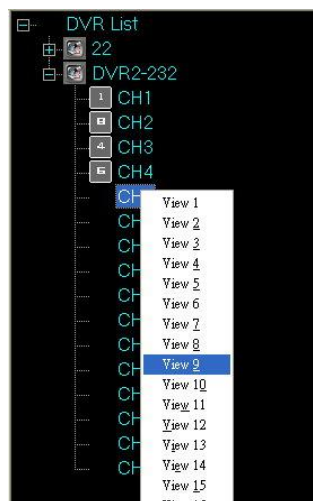 DVR List
22
DVR2-232
1 CH1
8 CH2
4 CH3
6 CH4
CH
View 1
View 2
CH
View 3
CH
View 4
CH
View 5
CH
View 6
View 7
CH
View 8
CH
View 9
CH
View 10
CH
View 11
CH
View 12
CH
View 13
CH
View 14
View 15